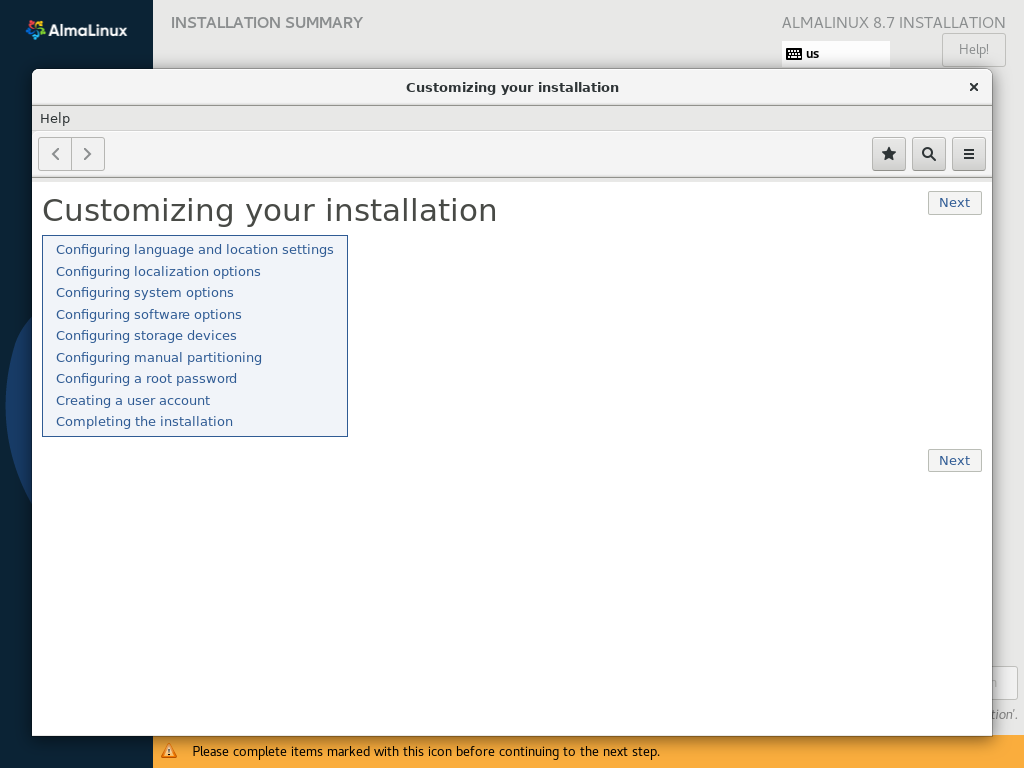 AlmaLinux
INSTALLATION SUMMARY
ALMALINUX 8.7 INSTALLATION
us
Help!
Customizing your installation
Help
Customizing your installation
Next
Configuring language and location settings
Configuring localization options
Configuring system options
Configuring software options
Configuring storage devices
Configuring manual partitioning
Configuring a root password
Creating a user account
Completing the installation
Next
tion'.
Please complete items marked with this icon before continuing to the next step.